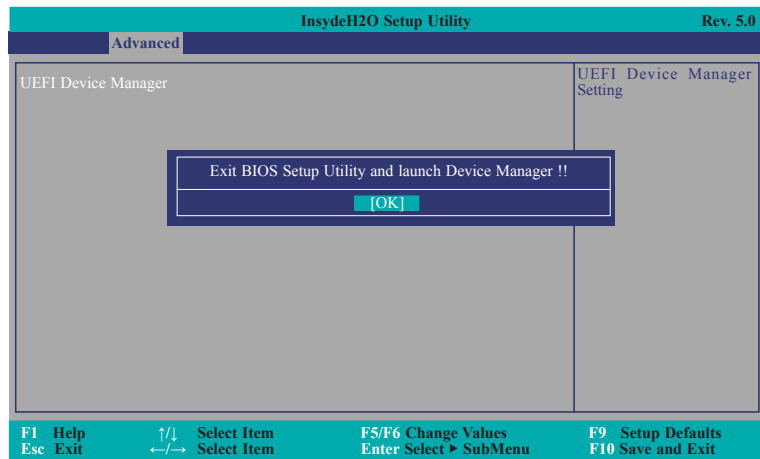 InsydeH2O Setup Utility Rev. 5.0
Advanced
UEFI Device Manager
UEFI Device Manager
Setting
Exit BIOS Setup Utility and launch Device Manager !!
[OK]
F1 Help ↑/↓ Select Item F5/F6 Change Values F9 Setup Defaults
Esc Exit ←/→ Select Item Enter Select ▶ SubMenu F10 Save and Exit